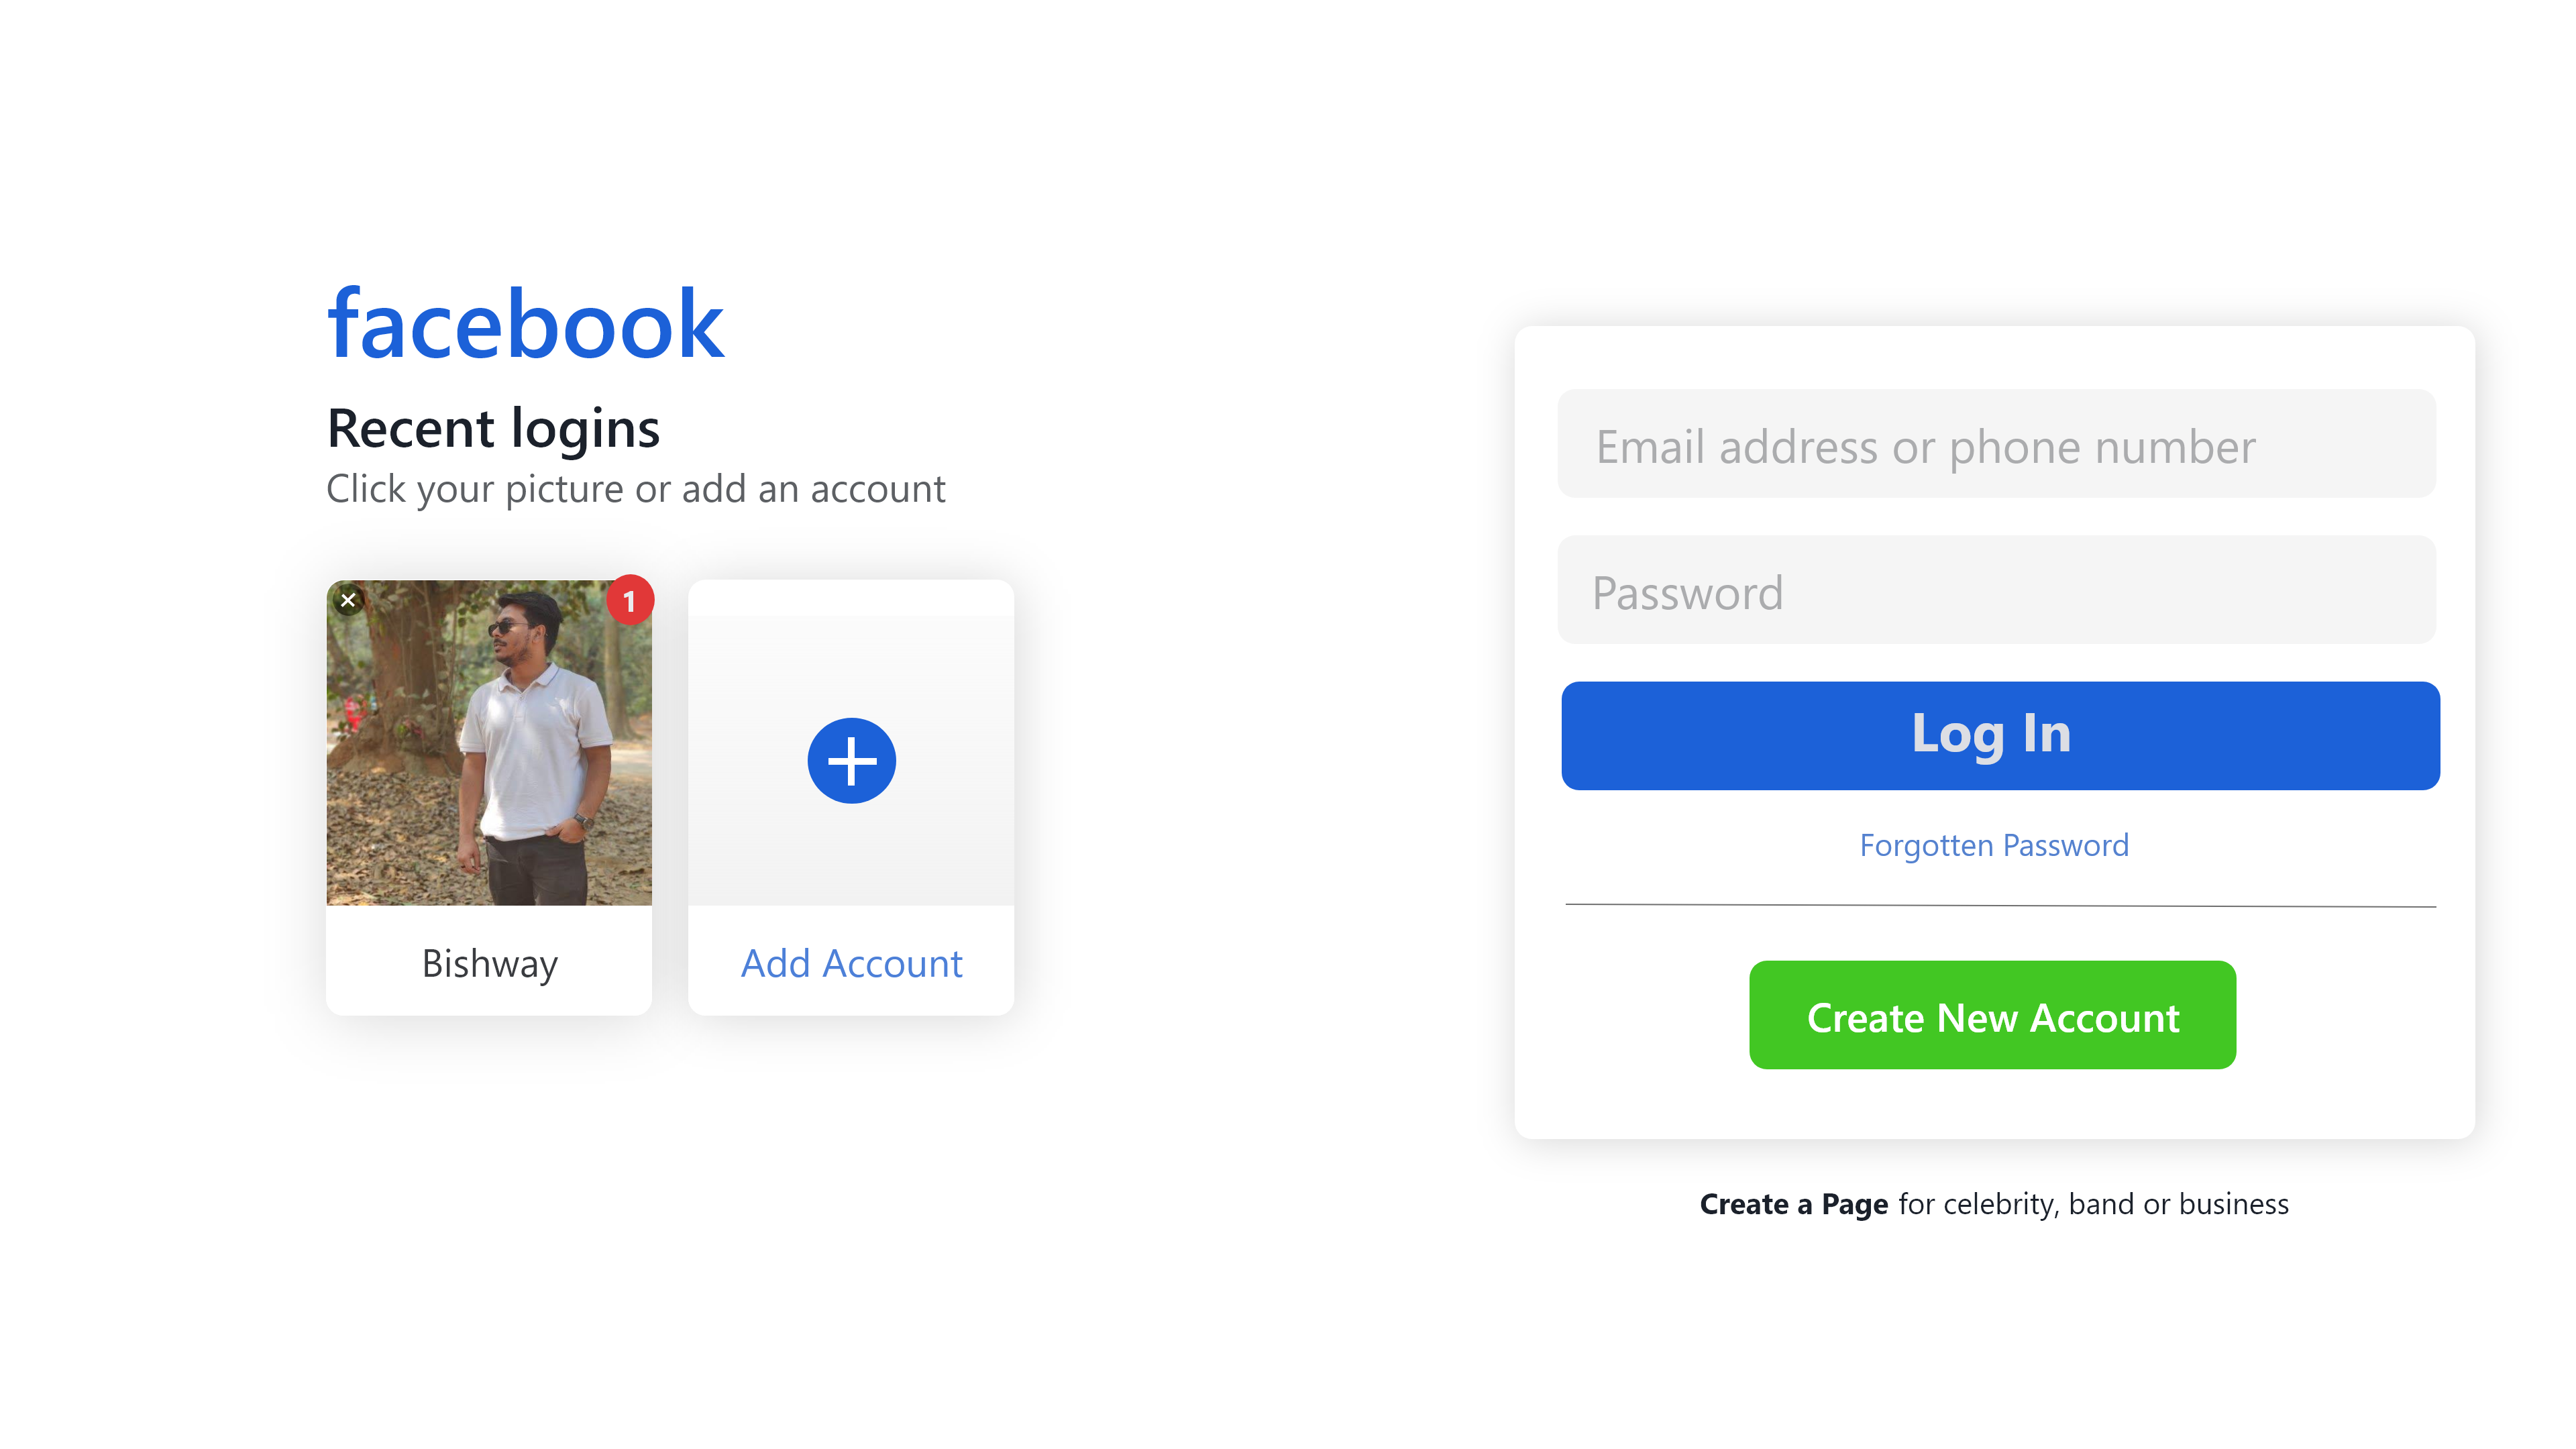 facebook
Recent logins
Click your picture or add an account
1
Bishway
Add Account
Email address or phone number
Password
Log In
Forgotten Password
Create New Account
Create a Page for celebrity, band or business